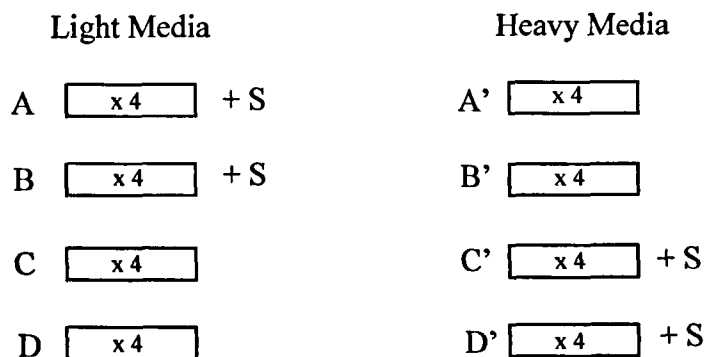 Light Media Heavy Media
A x 4 + S A’ x 4
B x 4 + S B’ x 4
C x 4 C’ x 4 + S
D x 4 D’ x 4 + S